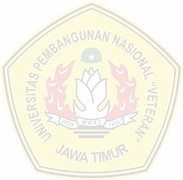 UNIVERSITAS PEMBANGUNAN NASIONAL "VETERAN"
JAWA TIMUR